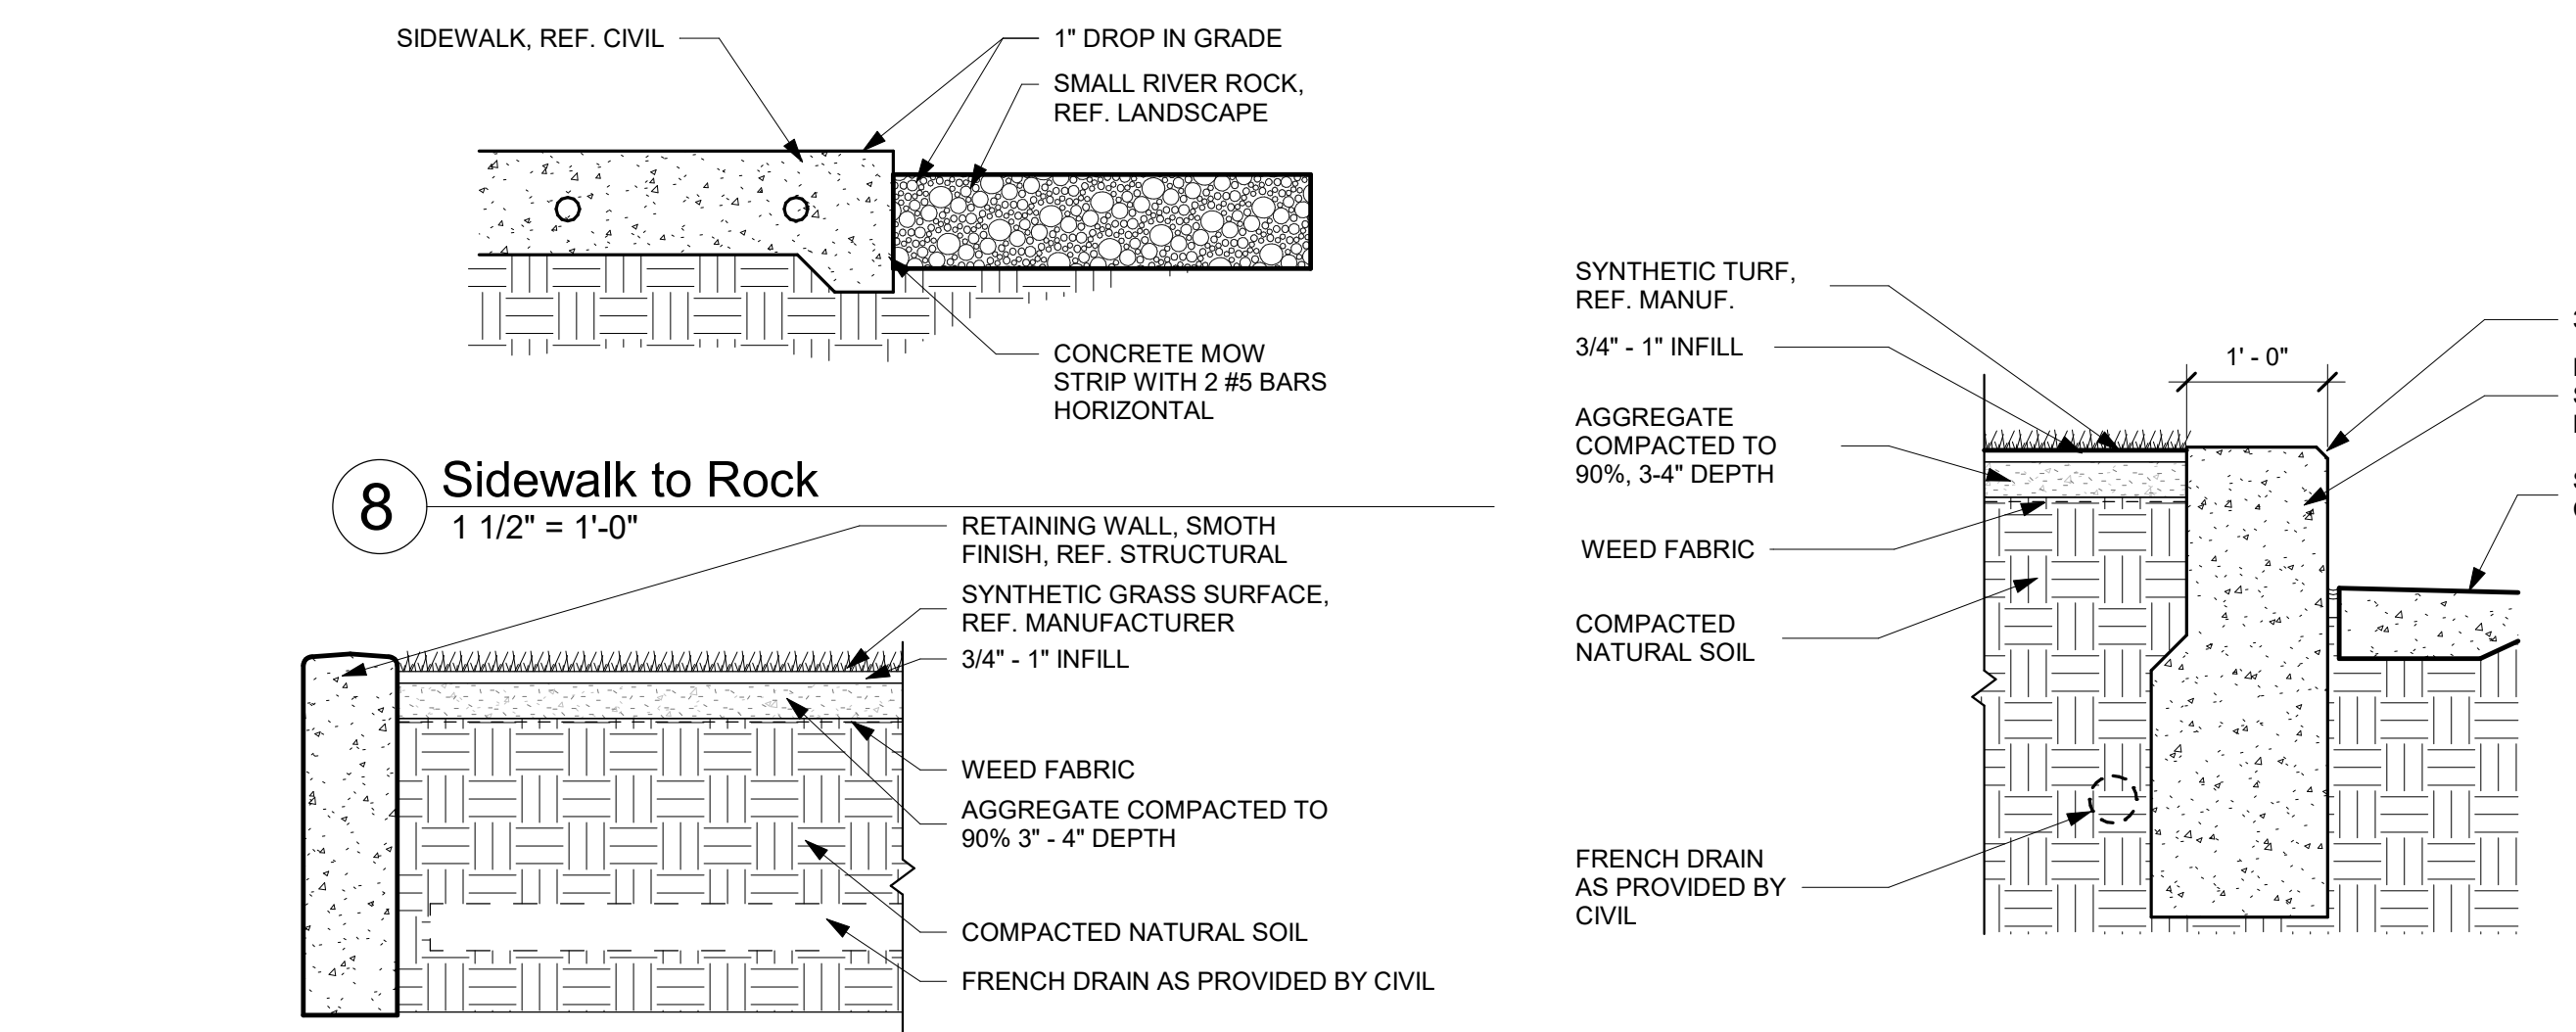 SIDEWALK, REF. CIVIL
1" DROP IN GRADE
SMALL RIVER ROCK,
REF. LANDSCAPE
CONCRETE MOW
STRIP WITH 2 #5 BARS
HORIZONTAL
8
Sidewalk to Rock
1 1/2" = 1'-0"
RETAINING WALL, SMOTH
FINISH, REF. STRUCTURAL
SYNTHETIC GRASS SURFACE,
REF. MANUFACTURER
3/4" - 1" INFILL
WEED FABRIC
AGGREGATE COMPACTED TO
90% 3" - 4" DEPTH
COMPACTED NATURAL SOIL
FRENCH DRAIN AS PROVIDED BY CIVIL
SYNTHETIC TURF,
REF. MANUF.
3/4" - 1" INFILL
AGGREGATE
COMPACTED TO
90%, 3-4" DEPTH
WEED FABRIC
COMPACTED
NATURAL SOIL
FRENCH DRAIN
AS PROVIDED BY
CIVIL
1' - 0"